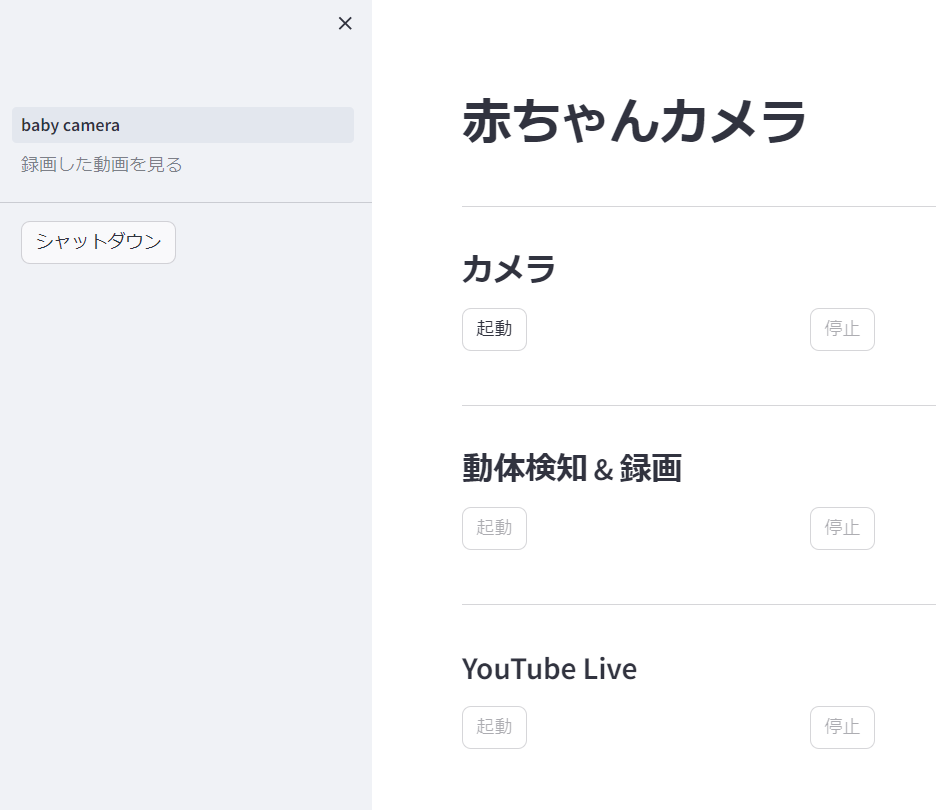 baby camera
録画した動画を見る
シャットダウン
赤ちゃんカメラ
カメラ
起動
停止
動体検知 & 録画
起動
停止
YouTube Live
起動
停止